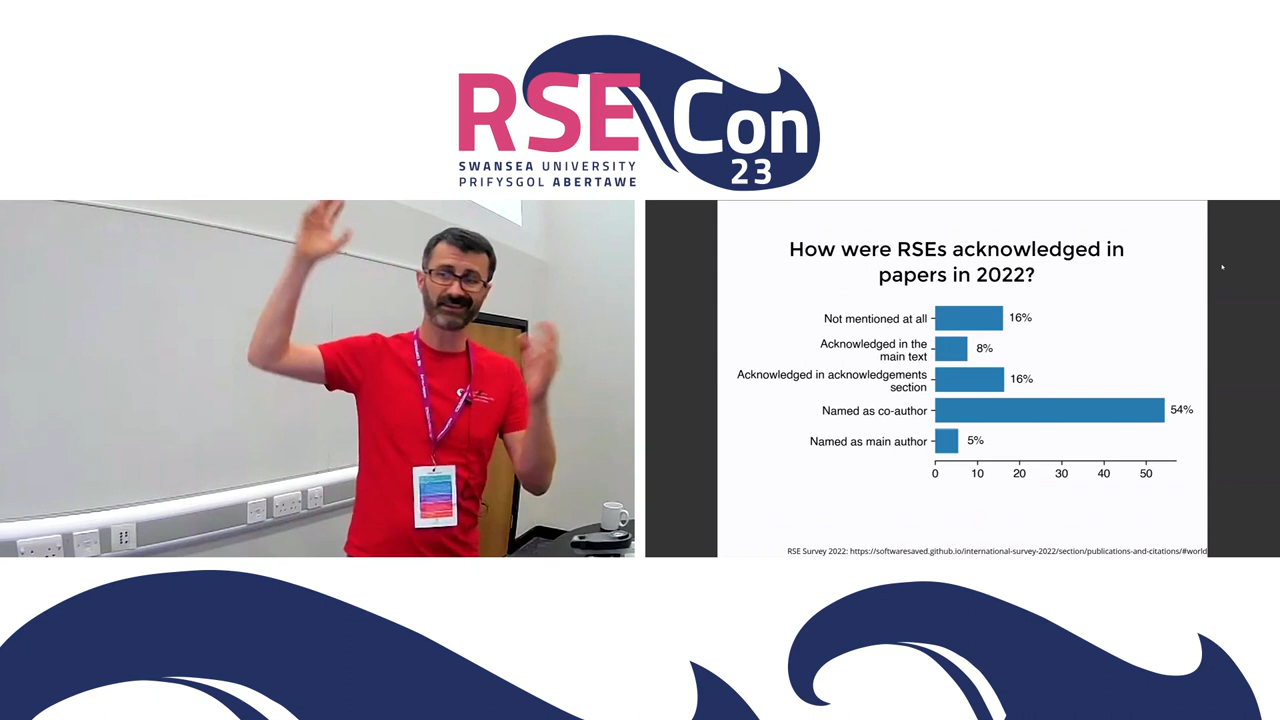 RSE Con
23
SWANSEA UNIVERSITY
PRIFYSGOL ABERTAWE
How were RSEs acknowledged in
papers in 2022?
Not mentioned at all
16%
Acknowledged in the
main text
8%
Acknowledged in acknowledgements
section
16%
Named as co-author
54%
Named as main author
5%
0 10 20 30 40 50
RSE Survey 2022: https://softwaresaved.github.io/international-survey-2022/section/publications-and-citations/#world